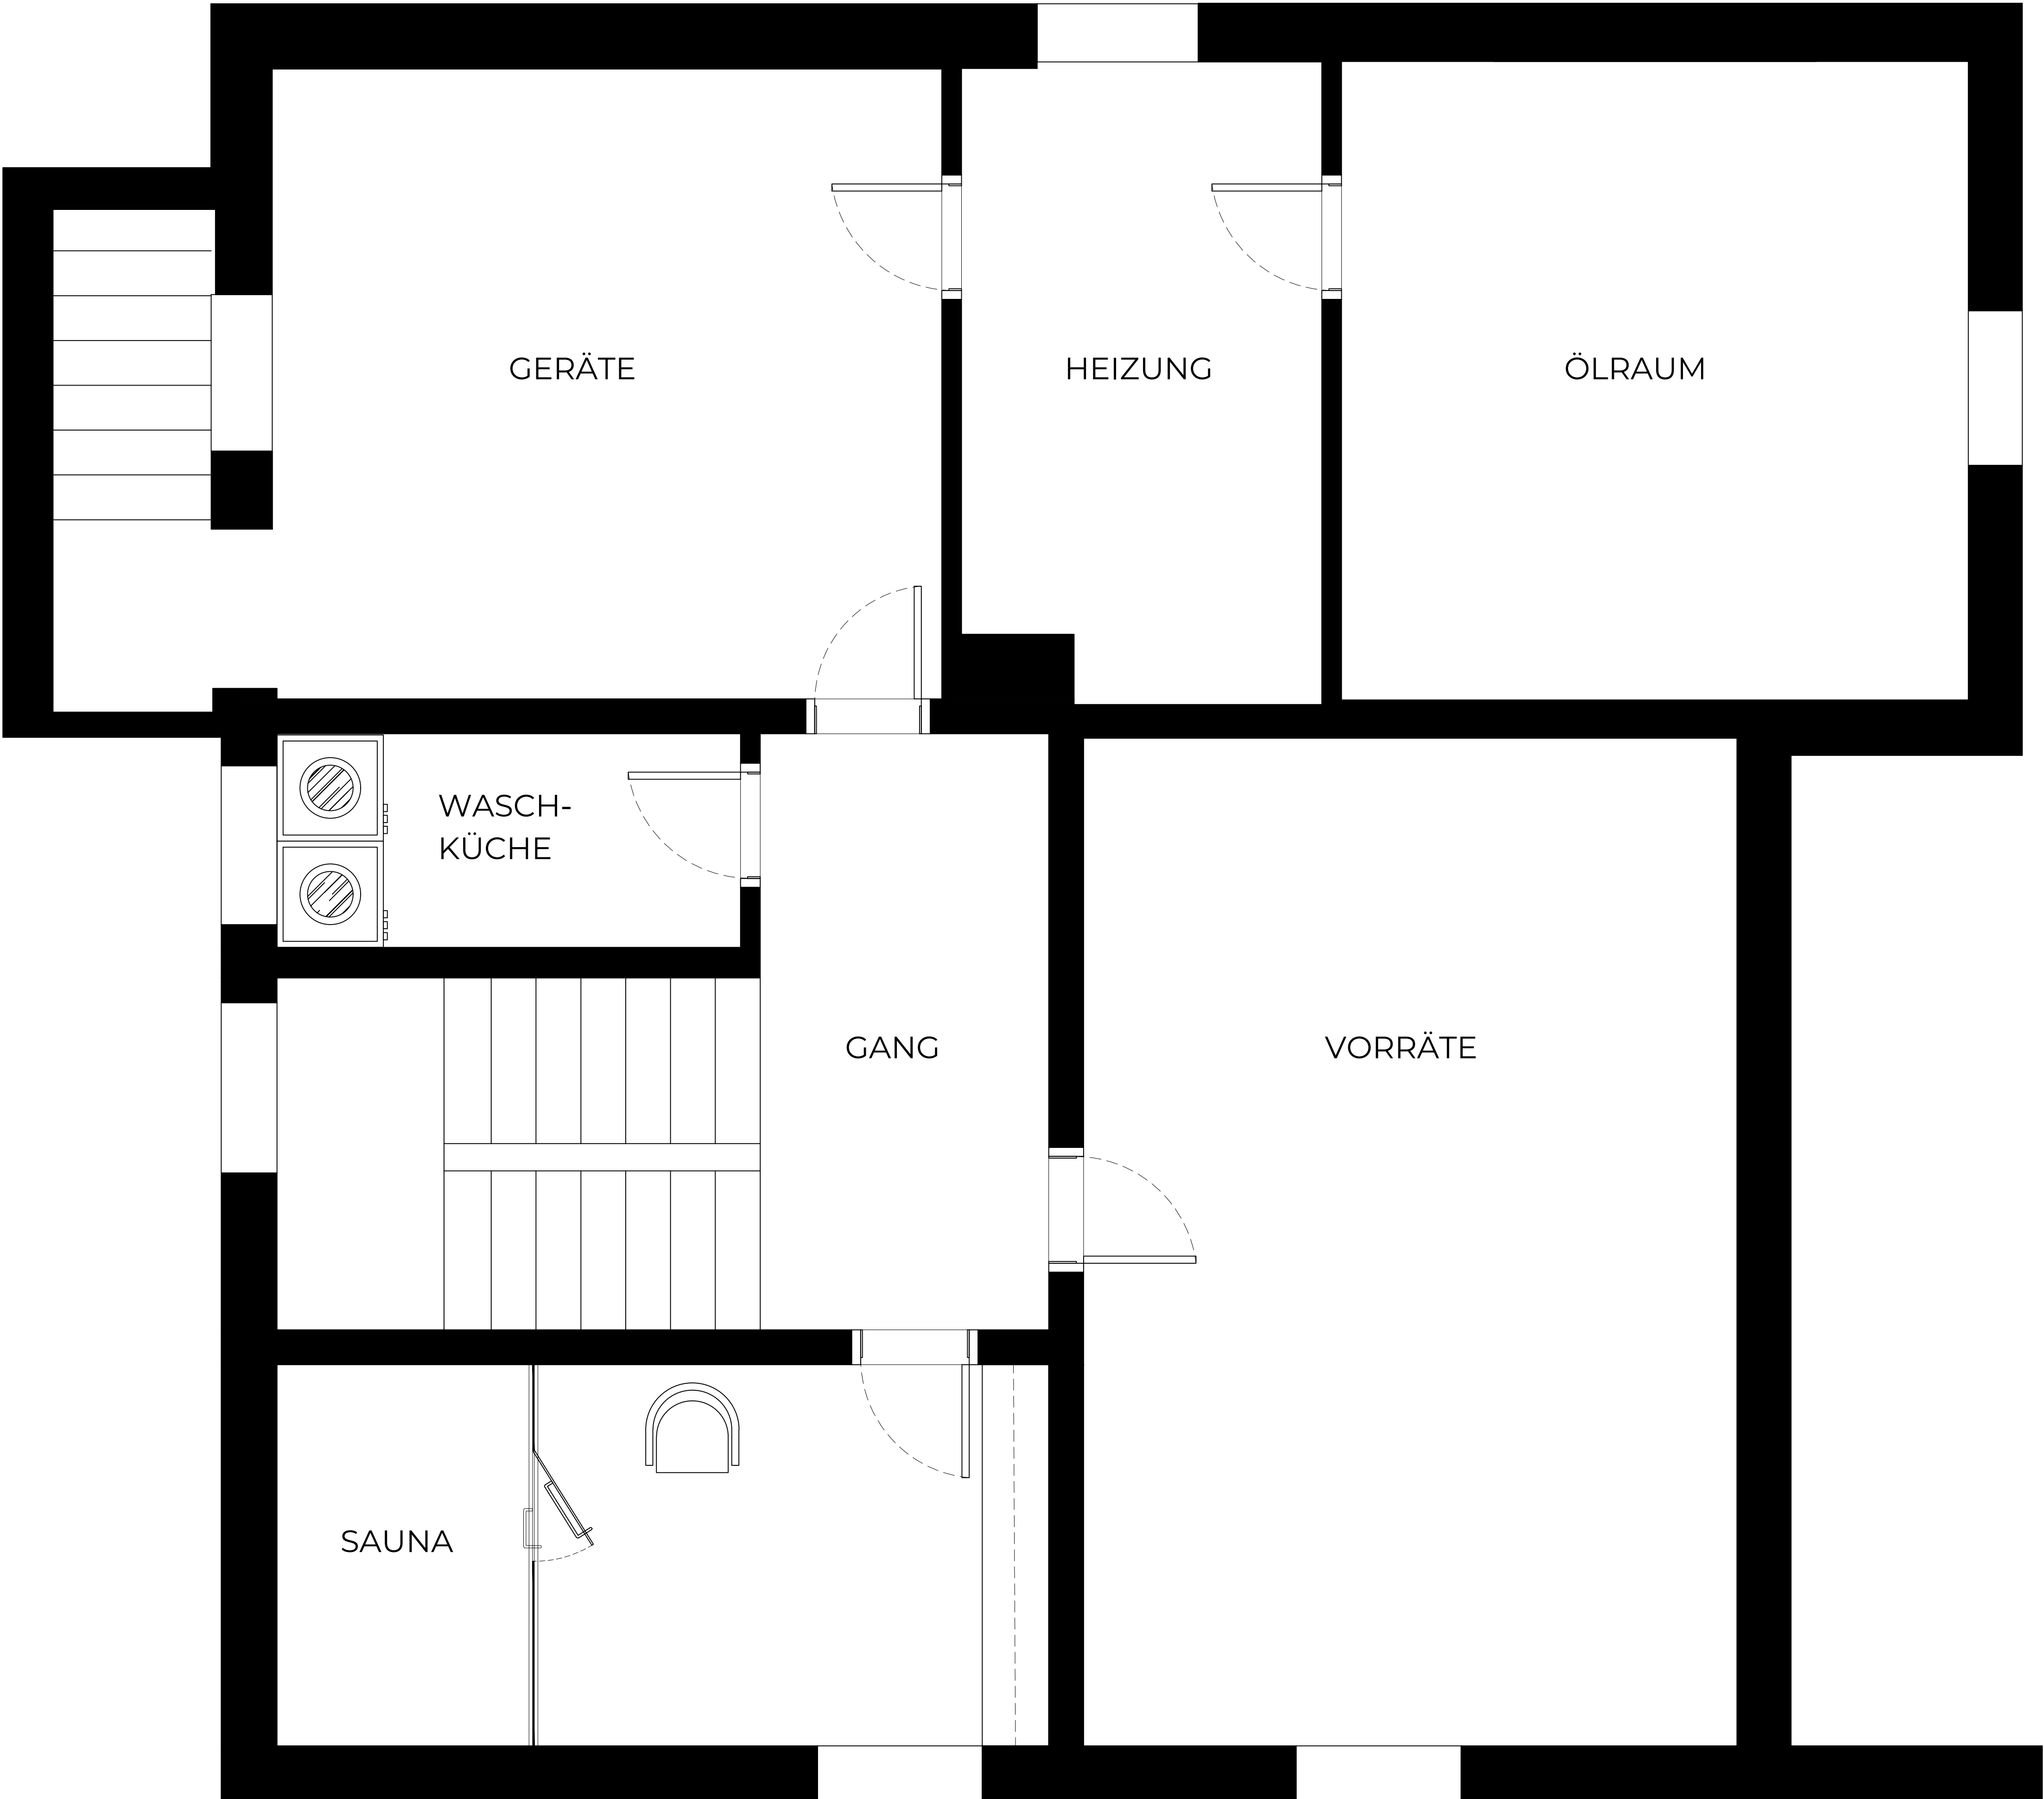 GERÄTE
HEIZUNG
ÖLRAUM
WASCH-
KÜCHE
GANG
VORRÄTE
SAUNA